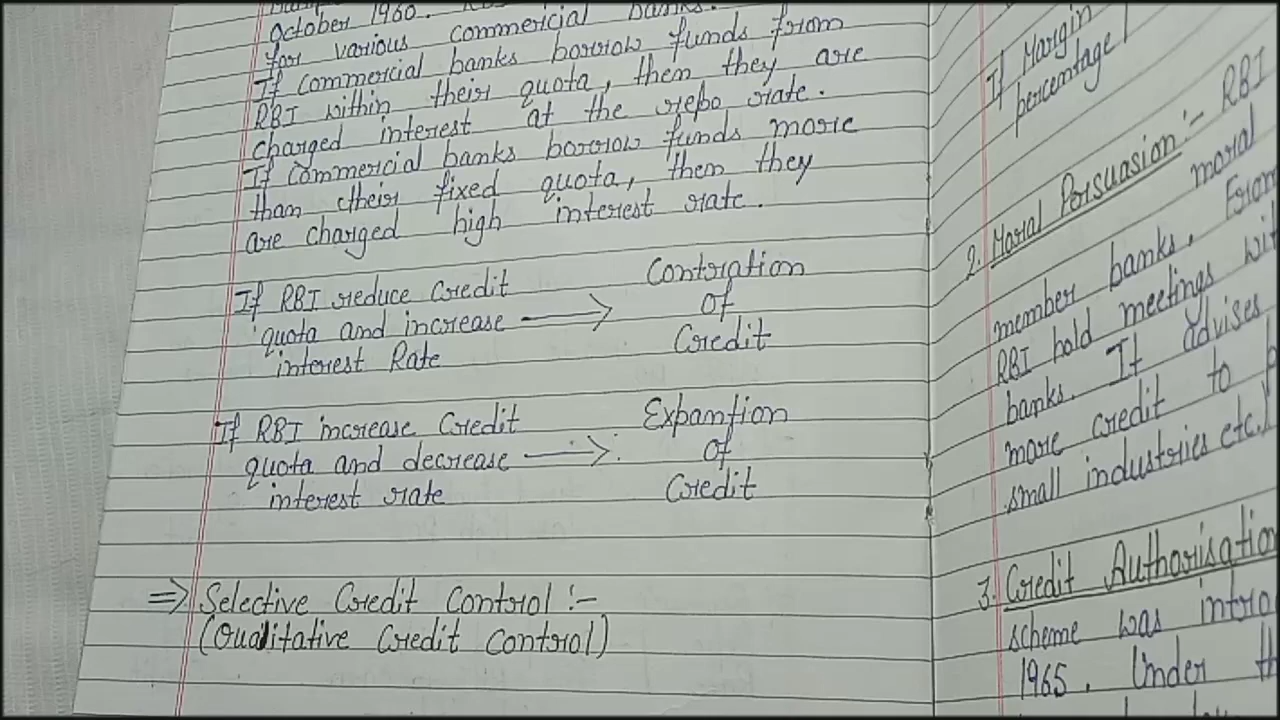 October 1960.
for various commercial banks.
If commercial banks borrow funds from
RBI within their quota, then they are
charged interest at the repo rate.
If commercial banks borrow funds more
than their fixed quota, then they
are charged high interest rate.
If RBI reduce credit
quota and increase
interest Rate
Contration
of
Credit
If RBI increase Credit
quota and decrease
interest rate
Expantion
of
Credit
=> Selective Credit Control :-
(Qualitative Credit Control)
If Margin
percentage
2. Moral Persuasion :- RBI
moral
member banks. From
RBI hold meetings
banks. It advises
more credit to
small industries etc.
3. Credit Authorisation
scheme was
1965. Under